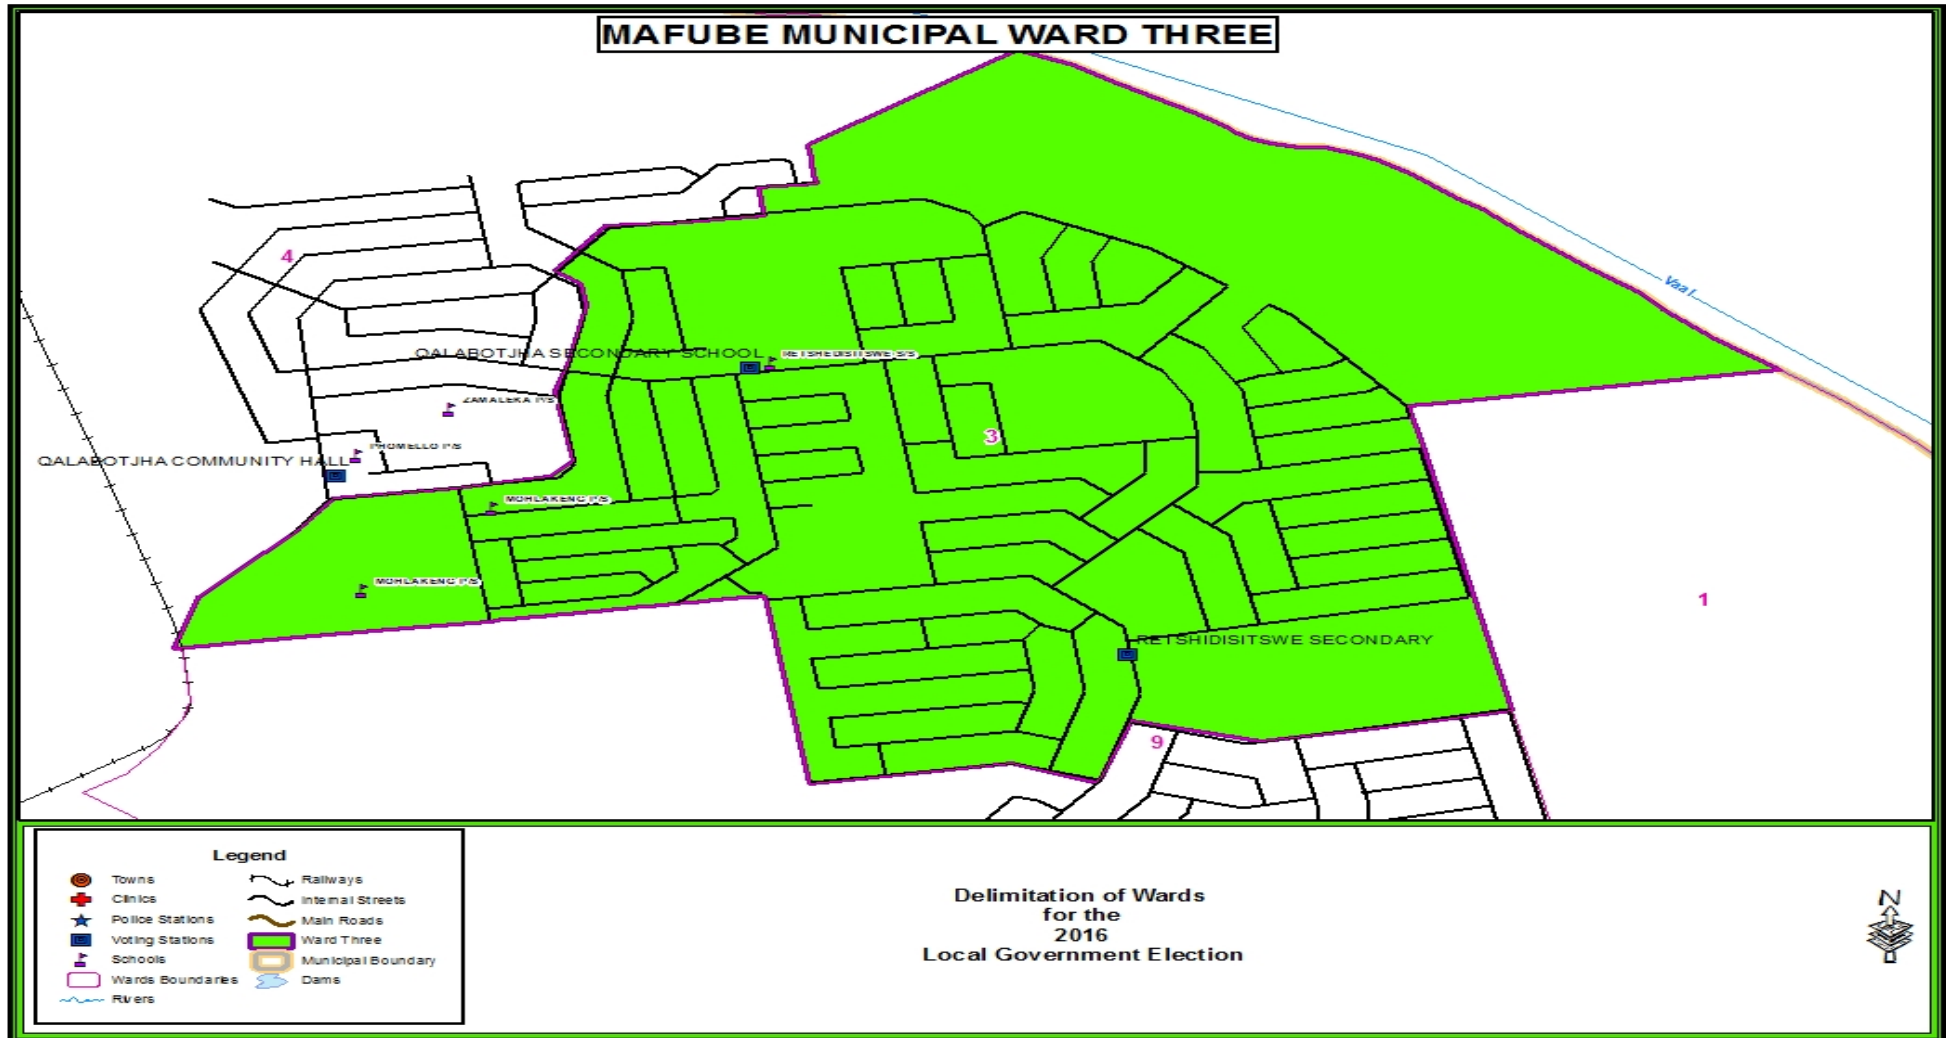 MAFUBE MUNICIPAL WARD THREE
Vaal
4
QALABOTJHA SECONDARY SCHOOL
RETSHEDISITSWE S/S
ZAMALEKA P/S
3
PHOMELLO P/S
QALABOTJHA COMMUNITY HALL
MOHLAKENG P/S
MOHLAKENG P/S
1
RETSHIDISITSWE SECONDARY
9
Legend
Towns
Clinics
Police Stations
Voting Stations
Schools
Wards Boundaries
Rivers
Railways
Internal Streets
Main Roads
Ward Three
Municipal Boundary
Dams
Delimitation of Wards
for the
2016
Local Government Election
N